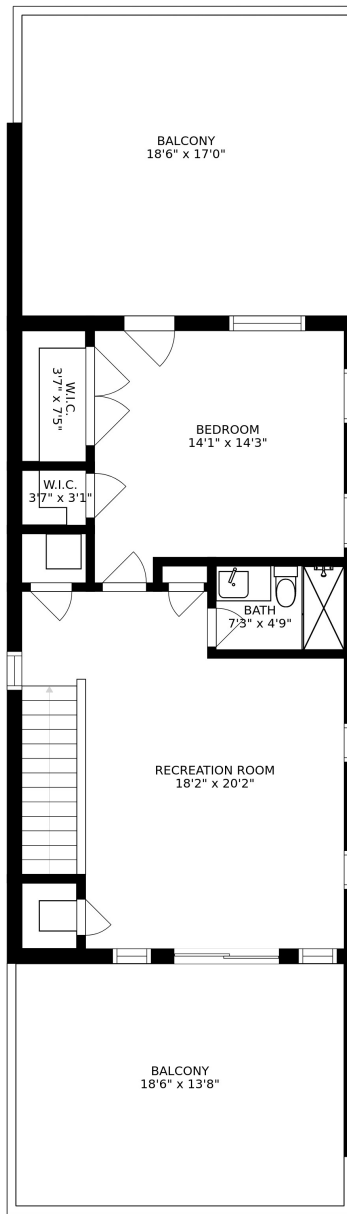 BALCONY
18'6" x 17'0"
W.I.C.
3'7" x 7'5"
BEDROOM
14'1" x 14'3"
W.I.C.
3'7" x 3'1"
BATH
7'3" x 4'9"
RECREATION ROOM
18'2" x 20'2"
BALCONY
18'6" x 13'8"